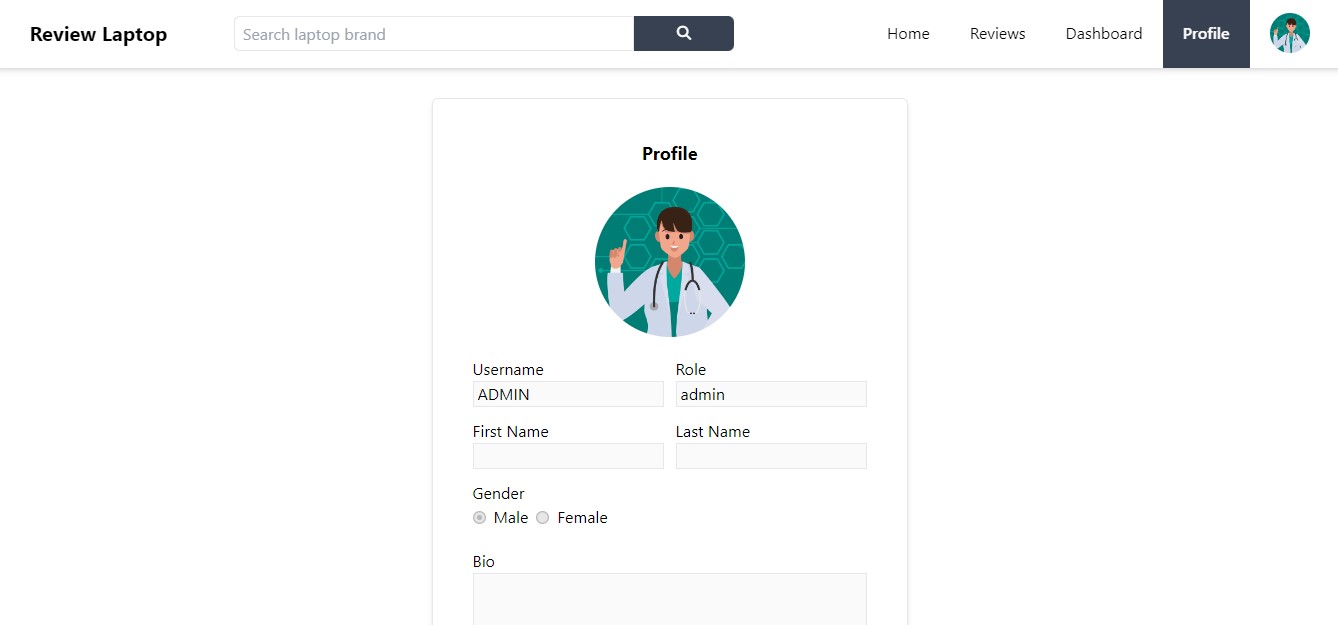 Review Laptop
Search laptop brand
Home Reviews Dashboard Profile
Profile
Username Role
ADMIN admin
First Name Last Name
Gender
Male Female
Bio